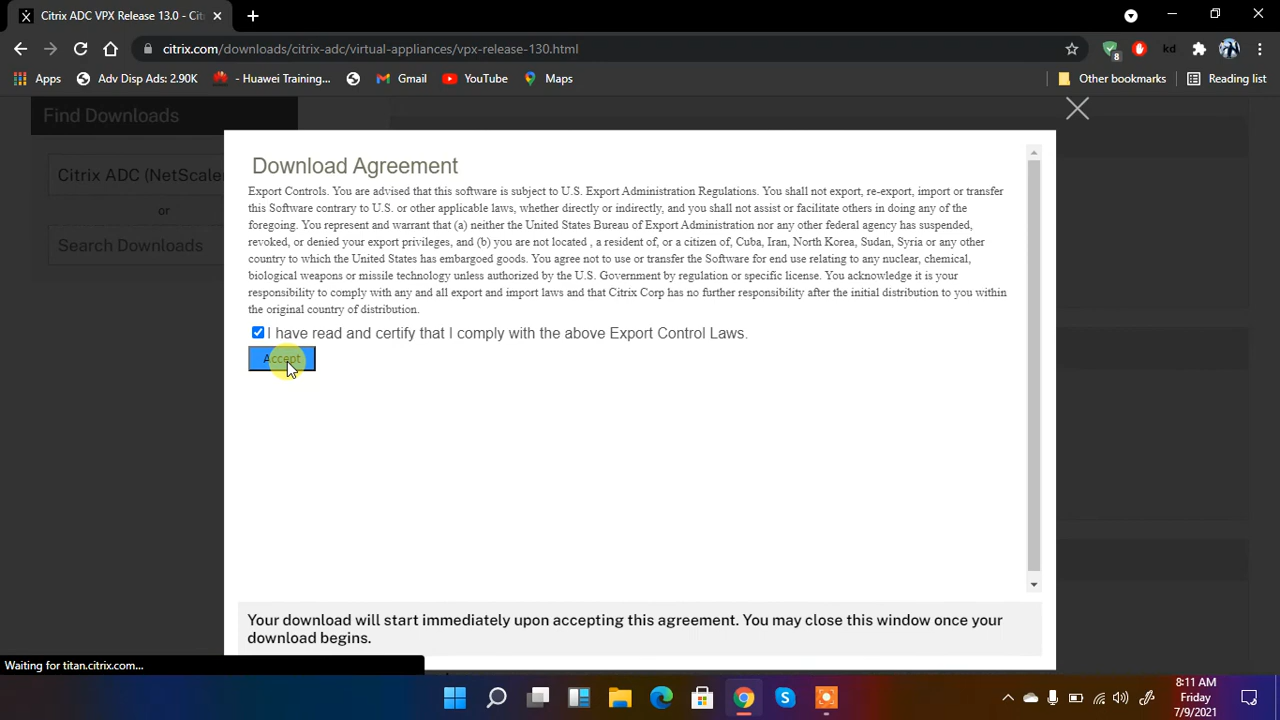 Citrix ADC VPX Release 13.0 - Cit
citrix.com/downloads/citrix-adc/virtual-appliances/vpx-release-130.html
8
kd
Apps
Adv Disp Ads: 2.90K
- Huawei Training...
Gmail
YouTube
Maps
Other bookmarks
Reading list
Find Downloads
Citrix ADC (NetScaler
or
Search Downloads
Download Agreement
Export Controls. You are advised that this software is subject to U.S. Export Administration Regulations. You shall not export, re-export, import or transfer
this Software contrary to U.S. or other applicable laws, whether directly or indirectly, and you shall not assist or facilitate others in doing any of the
foregoing. You represent and warrant that (a) neither the United States Bureau of Export Administration nor any other federal agency has suspended,
revoked, or denied your export privileges, and (b) you are not located , a resident of, or a citizen of, Cuba, Iran, North Korea, Sudan, Syria or any other
country to which the United States has embargoed goods. You agree not to use or transfer the Software for end use relating to any nuclear, chemical,
biological weapons or missile technology unless authorized by the U.S. Government by regulation or specific license. You acknowledge it is your
responsibility to comply with any and all export and import laws and that Citrix Corp has no further responsibility after the initial distribution to you within
the original country of distribution.
I have read and certify that I comply with the above Export Control Laws.
Accept
Your download will start immediately upon accepting this agreement. You may close this window once your
download begins.
Waiting for titan.citrix.com...
8:11 AM
Friday
7/9/2021